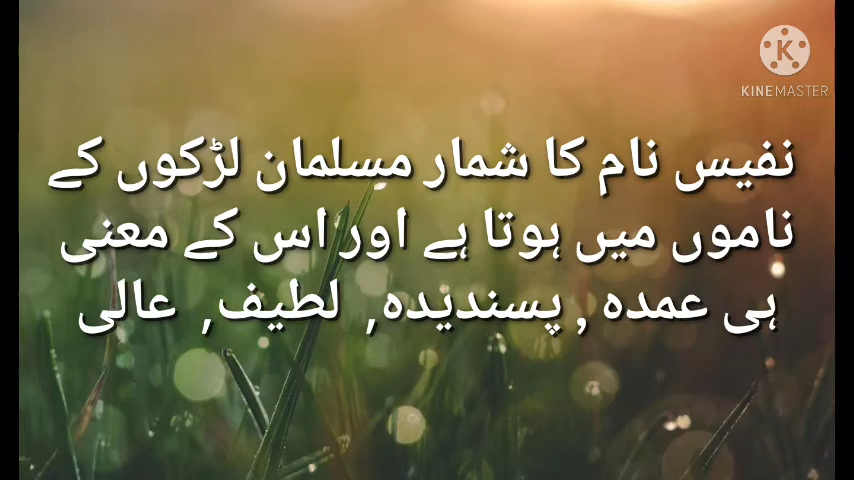 KINEMASTER
نفیس نام کا شمار مسلمان لڑکوں کے
ناموں میں ہوتا ہے اور اس کے معنی
ہی عمدہ , پسندیدہ, لطیف, عالی